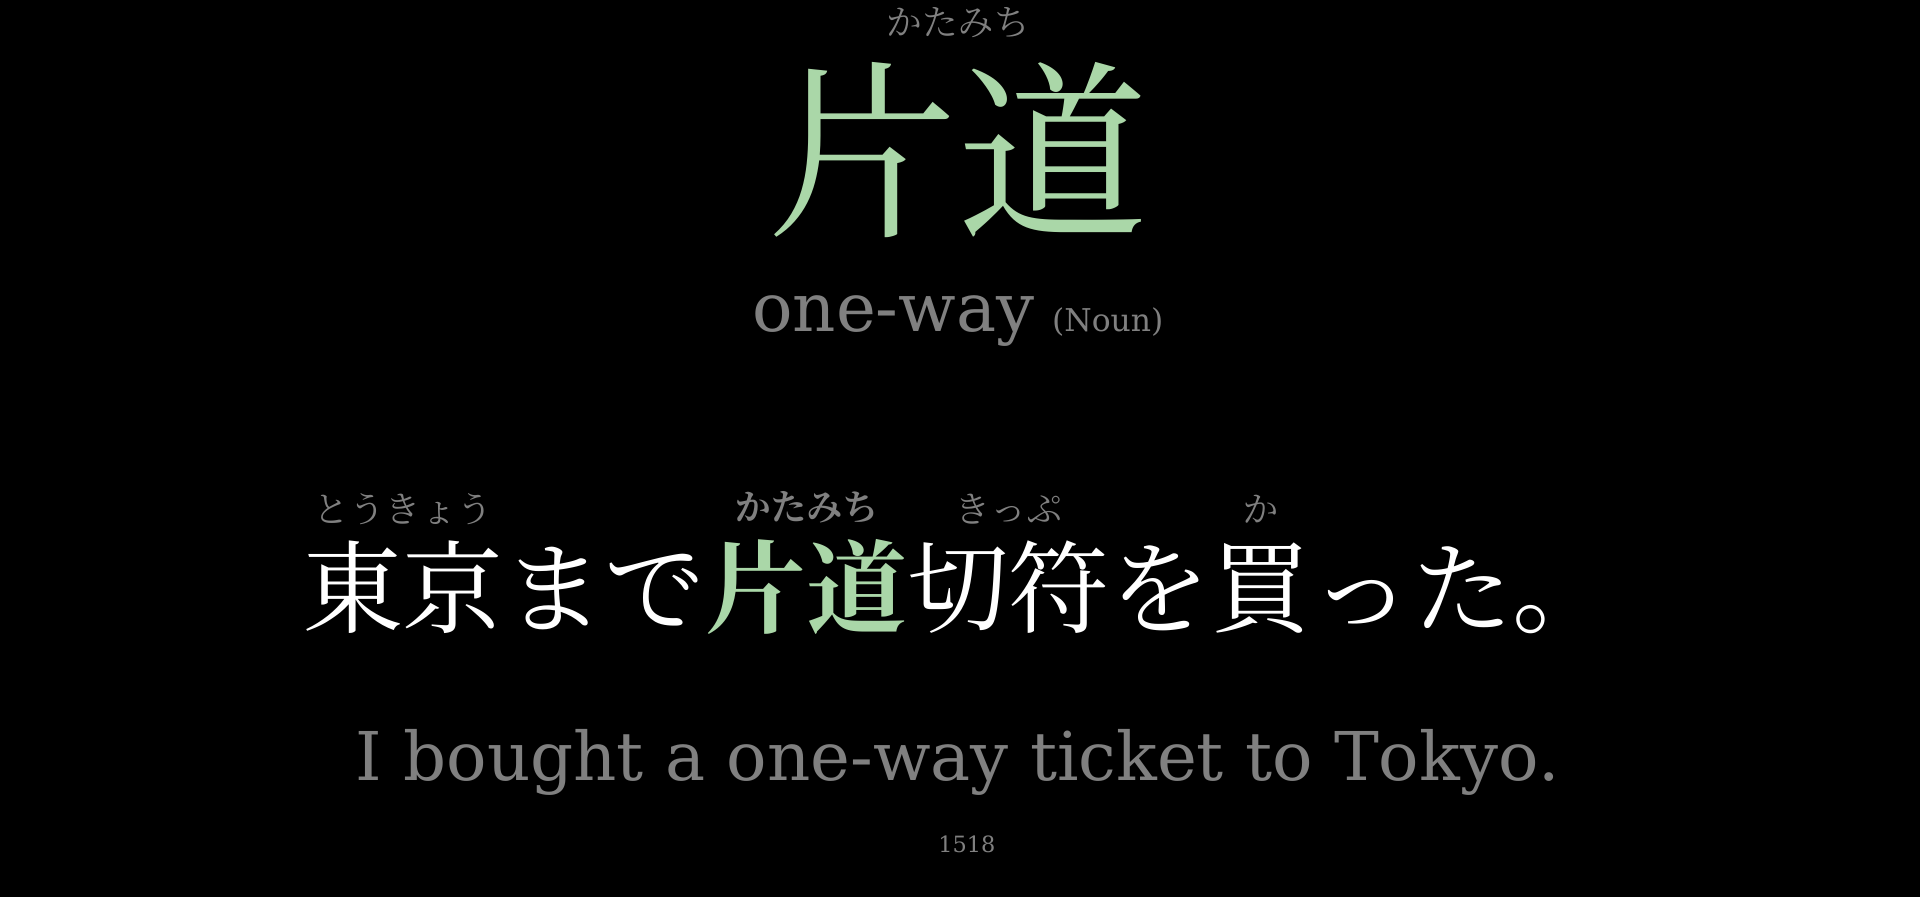 かたみち
片道
one-way (Noun)
とうきょう かたみち きっぷ か
東京まで片道切符を買った。
I bought a one-way ticket to Tokyo.
1518